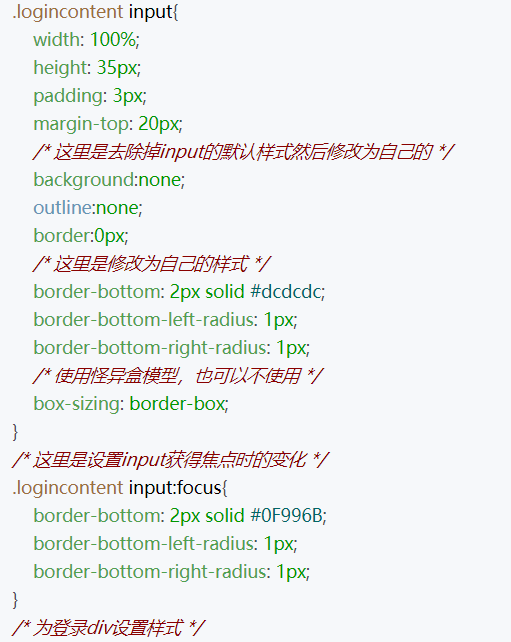 .logincontent input{
width: 100%;
height: 35px;
padding: 3px;
margin-top: 20px;
/* 这里是去除掉input的默认样式然后修改为自己的 */
background:none;
outline:none;
border:0px;
/* 这里是修改为自己的样式 */
border-bottom: 2px solid #dcdcdc;
border-bottom-left-radius: 1px;
border-bottom-right-radius: 1px;
/* 使用怪异盒模型，也可以不使用 */
box-sizing: border-box;
}
/* 这里是设置input获得焦点时的变化 */
.logincontent input:focus{
border-bottom: 2px solid #0F996B;
border-bottom-left-radius: 1px;
border-bottom-right-radius: 1px;
}
/* 为登录div设置样式 */